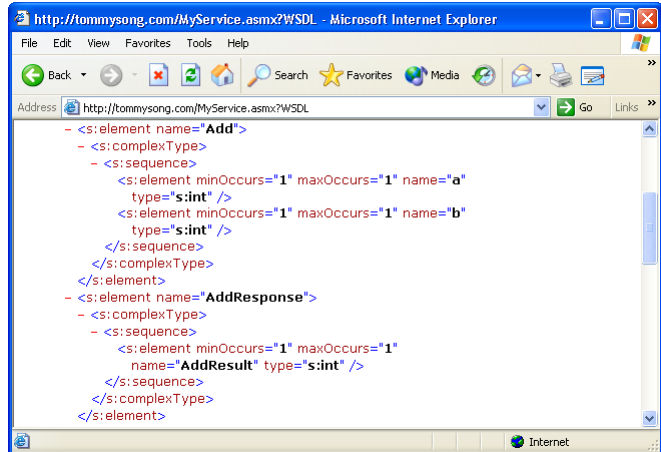 http://tommysong.com/MyService.asmx?WSDL - Microsoft Internet Explorer
File Edit View Favorites Tools Help
Back Search Favorites Media »
Address http://tommysong.com/MyService.asmx?WSDL Go Links »
- <s:element name="Add">
- <s:complexType>
- <s:sequence>
<s:element minOccurs="1" maxOccurs="1" name="a"
type="s:int" />
<s:element minOccurs="1" maxOccurs="1" name="b"
type="s:int" />
</s:sequence>
</s:complexType>
</s:element>
- <s:element name="AddResponse">
- <s:complexType>
- <s:sequence>
<s:element minOccurs="1" maxOccurs="1"
name="AddResult" type="s:int" />
</s:sequence>
</s:complexType>
</s:element>
Internet